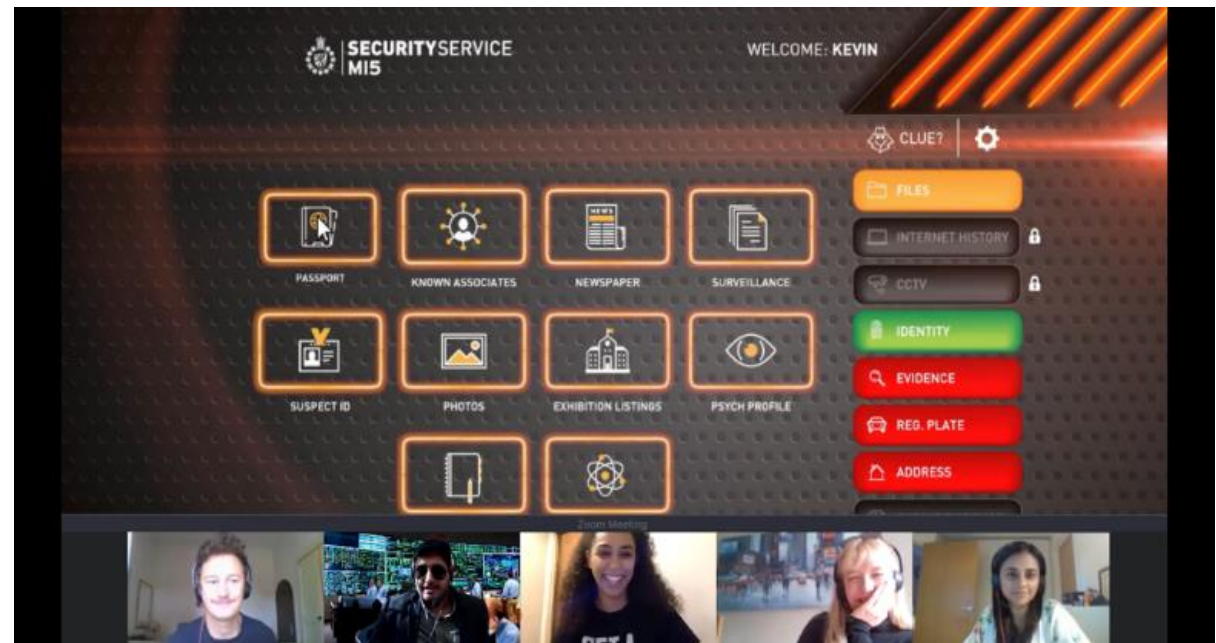 SECURITYSERVICE
MI5
WELCOME: KEVIN
CLUE?
FILES
INTERNET HISTORY
CCTV
IDENTITY
EVIDENCE
REG. PLATE
ADDRESS
PASSPORT
KNOWN ASSOCIATES
NEWS
NEWSPAPER
SURVEILLANCE
SUSPECT ID
PHOTOS
EXHIBITION LISTINGS
PSYCH PROFILE
Zoom Meeting